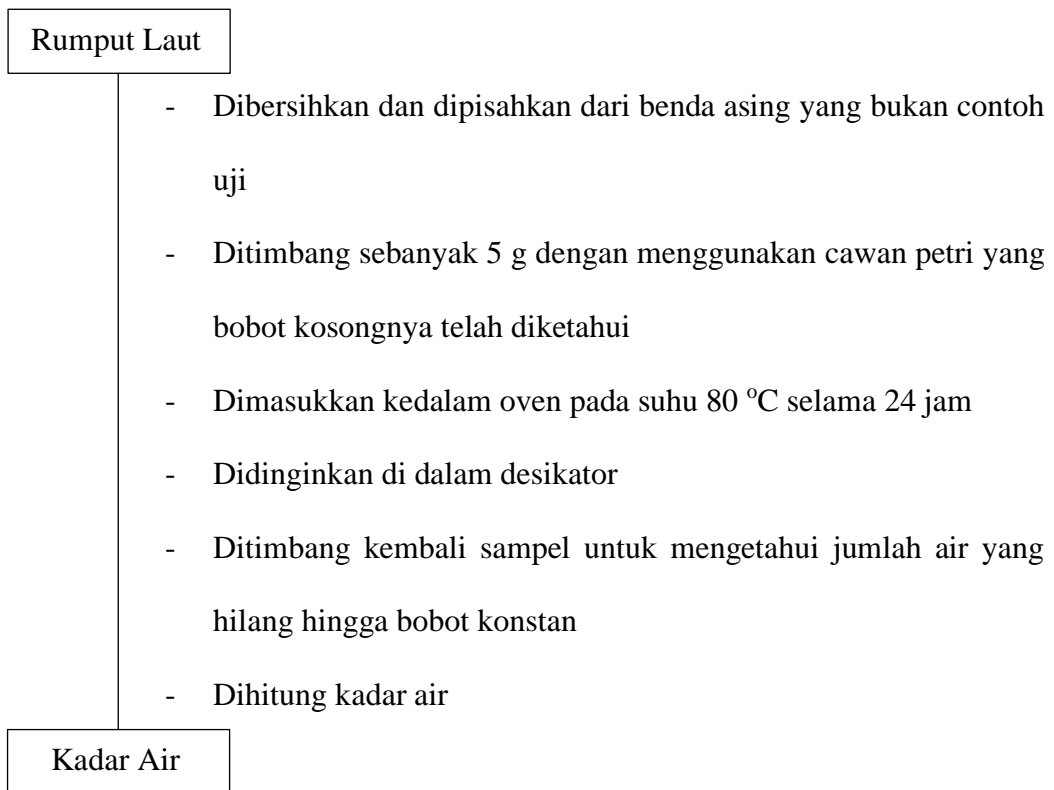 Rumput Laut
- Dibersihkan dan dipisahkan dari benda asing yang bukan contoh
uji
- Ditimbang sebanyak 5 g dengan menggunakan cawan petri yang
bobot kosongnya telah diketahui
- Dimasukkan kedalam oven pada suhu 80 °C selama 24 jam
- Didinginkan di dalam desikator
- Ditimbang kembali sampel untuk mengetahui jumlah air yang
hilang hingga bobot konstan
- Dihitung kadar air
Kadar Air